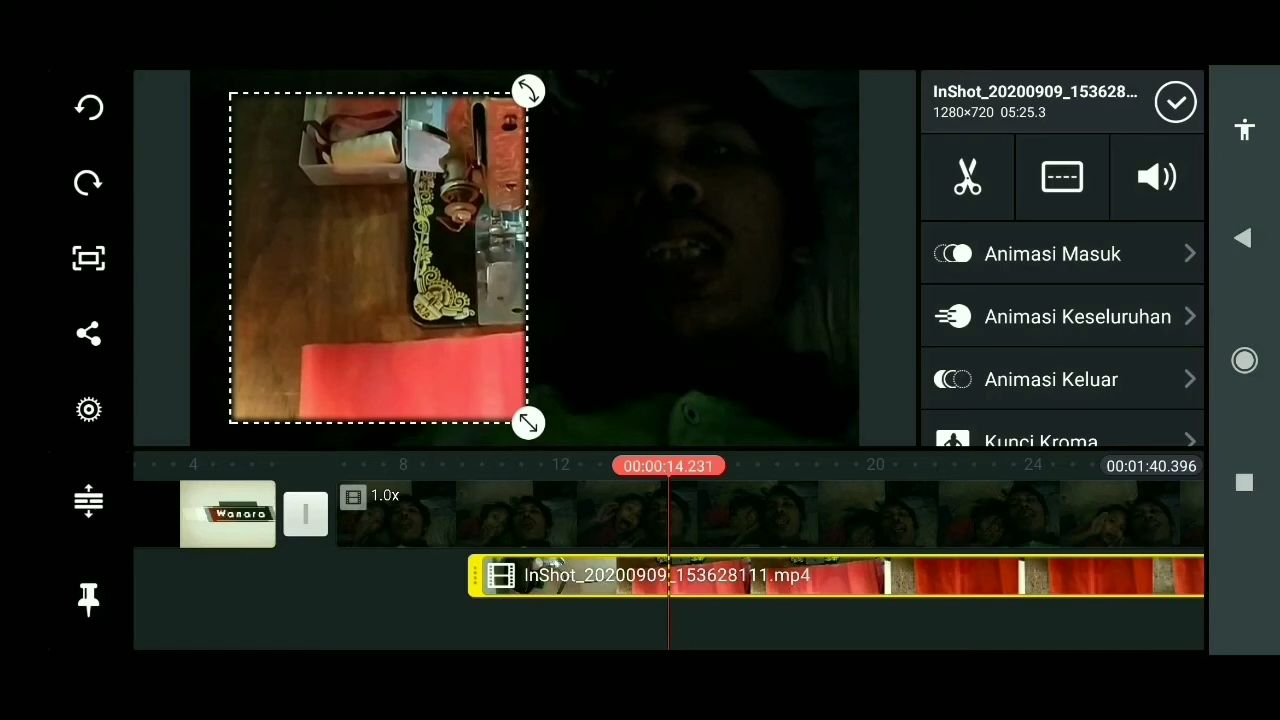 InShot_20200909_153628...
1280×720 05:25.3
Animasi Masuk
Animasi Keseluruhan
Animasi Keluar
Kunci Kroma
4
8
12
00:00:14.231
20
24
00:01:40.396
Wanara
1.0x
InShot_20200909_153628111.mp4